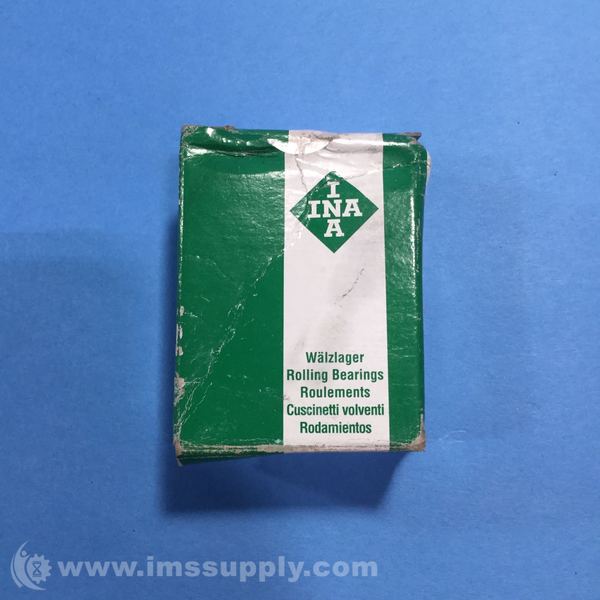 I
INA
A
Wälzlager
Rolling Bearings
Roulements
Cuscinetti volventi
Rodamientos
www.imssupply.com